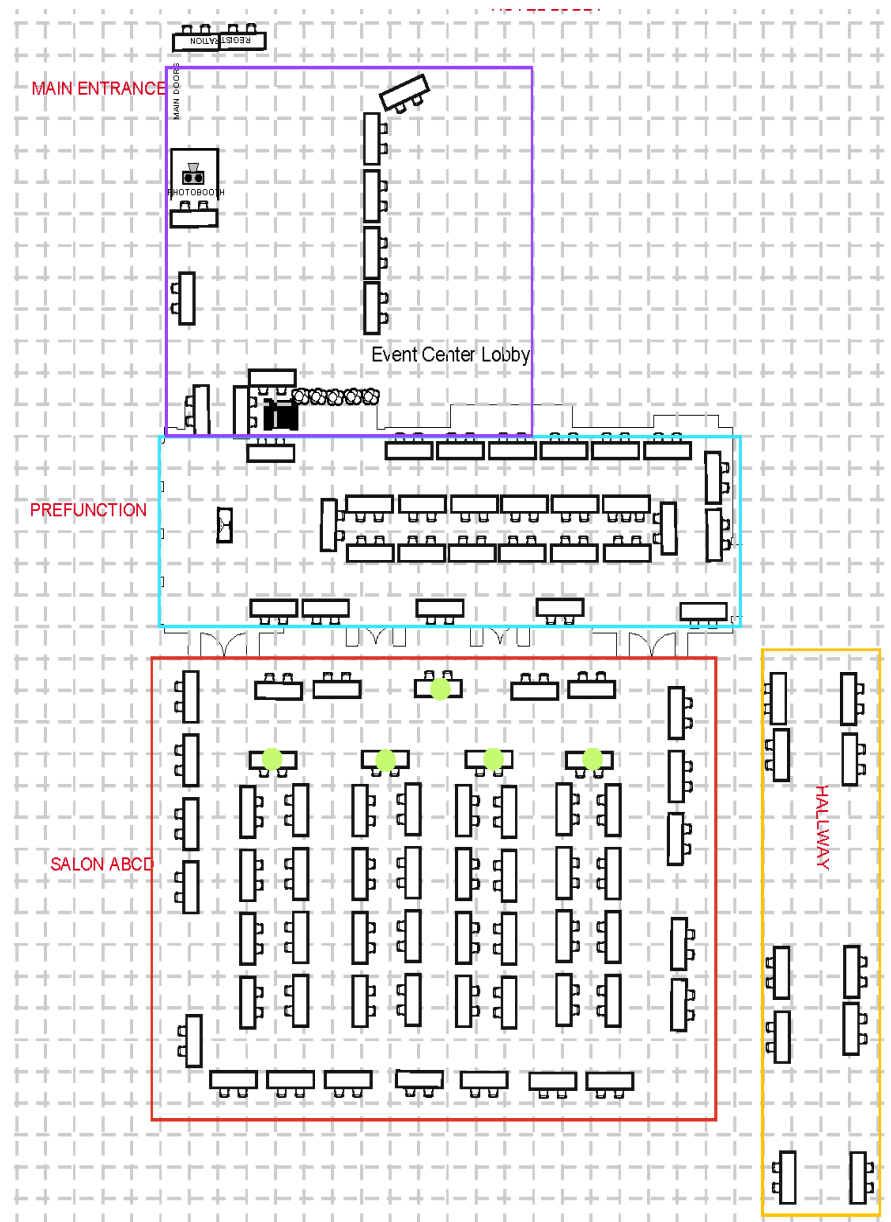 REGISTRATION
MAIN ENTRANCE
MAIN DOORS
PHOTOBOOTH
Event Center Lobby
PREFUNCTION
SALON ABCD
HALLWAY